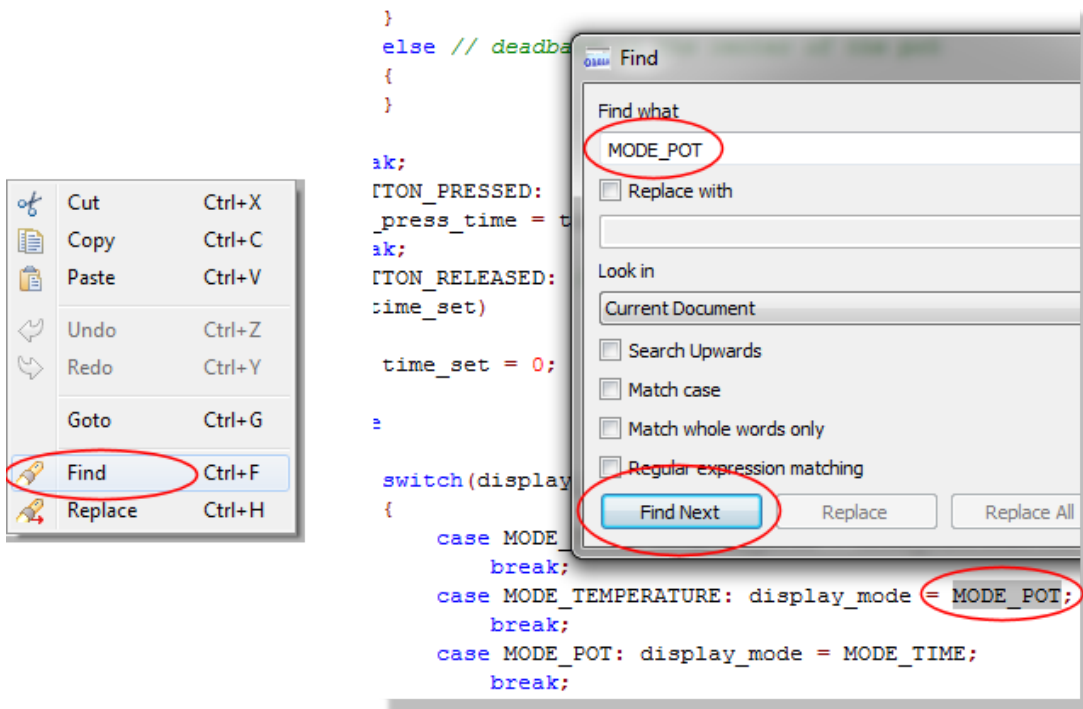 Cut Ctrl+X
Copy Ctrl+C
Paste Ctrl+V
Undo Ctrl+Z
Redo Ctrl+Y
Goto Ctrl+G
Find Ctrl+F
Replace Ctrl+H
}
else // deadba
{
}
ak;
TTON_PRESSED:
_press_time = t
ak;
TTON_RELEASED:
time_set)
time_set = 0;
e
switch(display
{
case MODE_
break;
case MODE_TEMPERATURE: display_mode = MODE_POT;
break;
case MODE_POT: display_mode = MODE_TIME;
break;
Find
Find what
MODE_POT
Replace with
Look in
Current Document
Search Upwards
Match case
Match whole words only
Regular expression matching
Find Next Replace Replace All